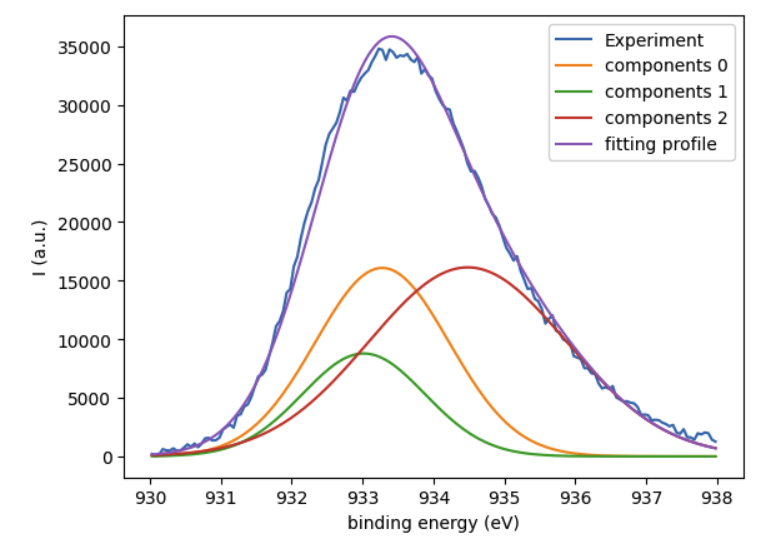 Experiment
components 0
components 1
components 2
fitting profile
35000
30000
25000
20000
15000
10000
5000
0
I (a.u.)
930 931 932 933 934 935 936 937 938
binding energy (eV)